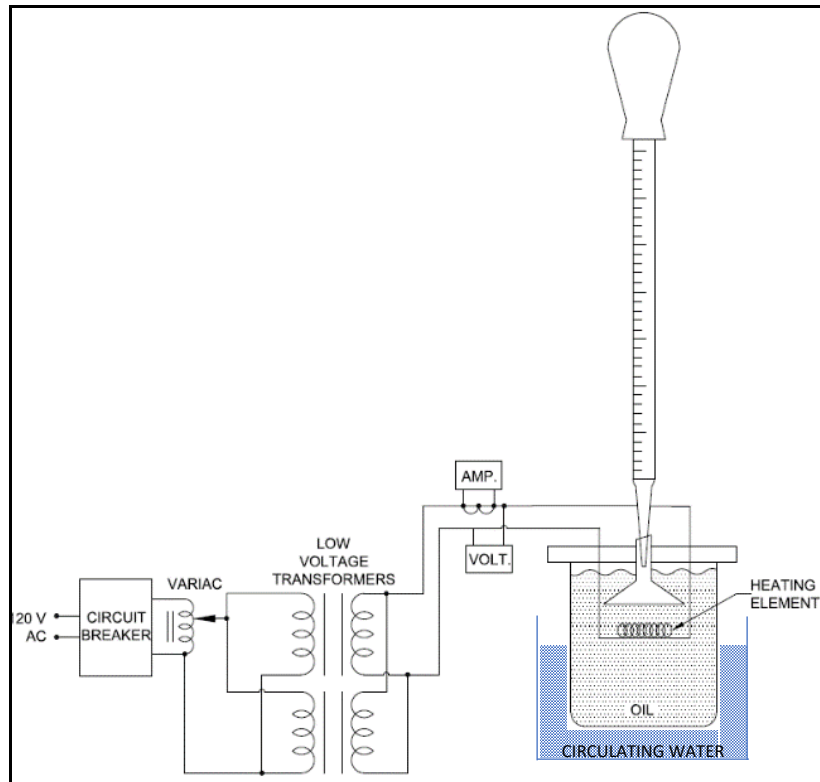 AMP.
LOW
VOLTAGE
TRANSFORMERS
VOLT.
VARIAC
HEATING
ELEMENT
120 V
AC
CIRCUIT
BREAKER
OIL
CIRCULATING WATER